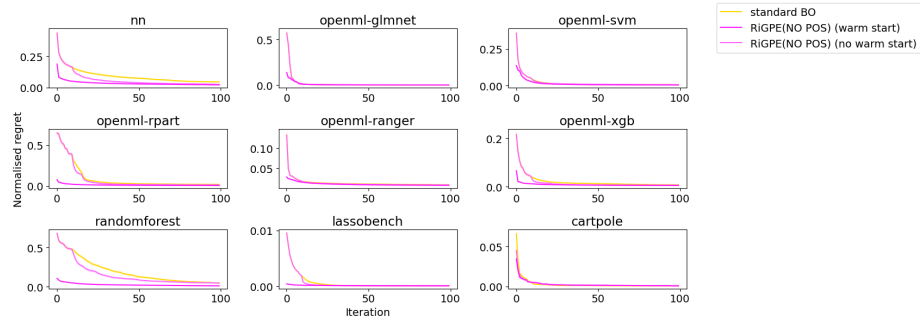 standard BO
RiGPE(NO POS) (warm start)
RiGPE(NO POS) (no warm start)
nn
openml-glmnet
openml-svm
0.25
0.00
0 50 100
0.5
0.0
0 50 100
0.25
0.00
0 50 100
Normalised regret
openml-rpart
openml-ranger
openml-xgb
0.5
0.0
0 50 100
0.10
0.05
0 50 100
0.2
0.0
0 50 100
randomforest
lassobench
cartpole
0.5
0.0
0 50 100
0.01
0.00
0 50 100
0.05
0.00
0 50 100
Iteration